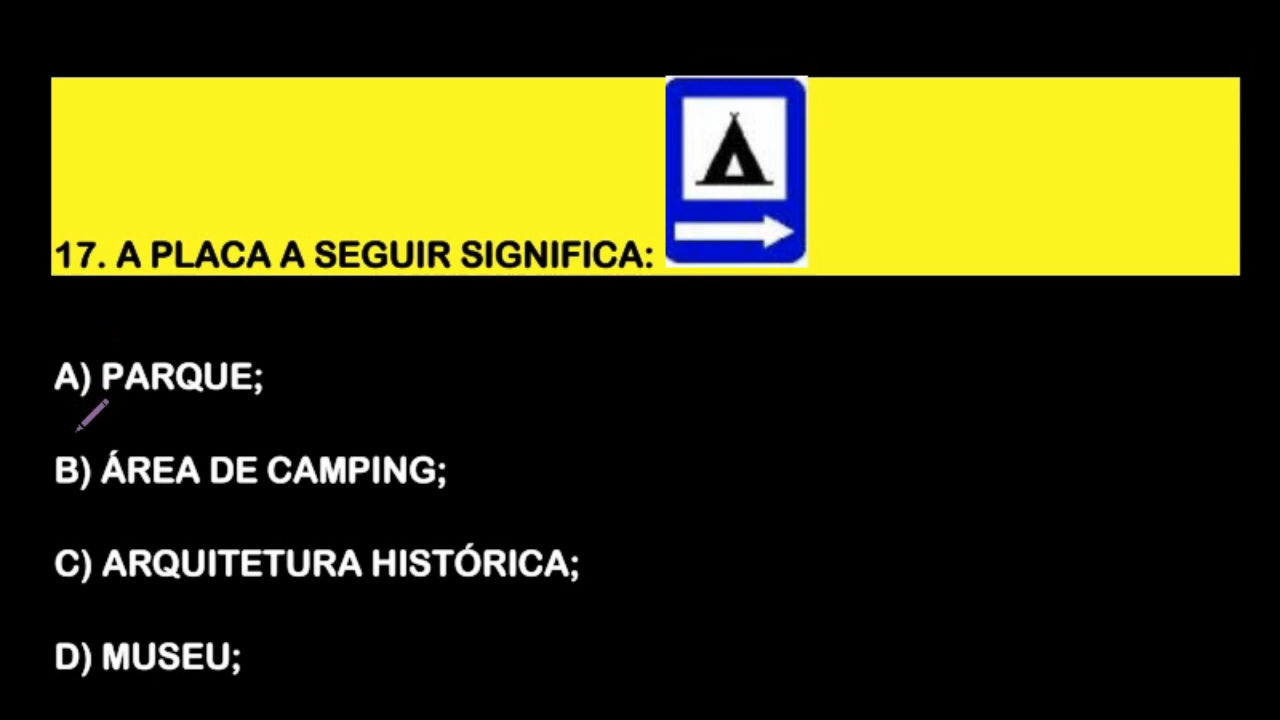 17. A PLACA A SEGUIR SIGNIFICA:
A) PARQUE;
B) ÁREA DE CAMPING;
C) ARQUITETURA HISTÓRICA;
D) MUSEU;